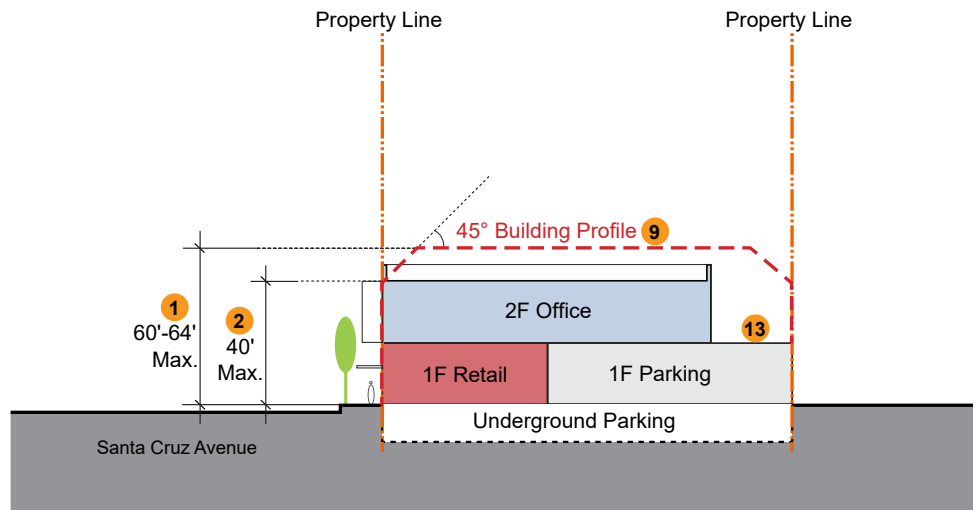 Property Line
Property Line
45° Building Profile 9
1
60'-64'
Max.
2
40'
Max.
2F Office
13
1F Retail
1F Parking
Underground Parking
Santa Cruz Avenue